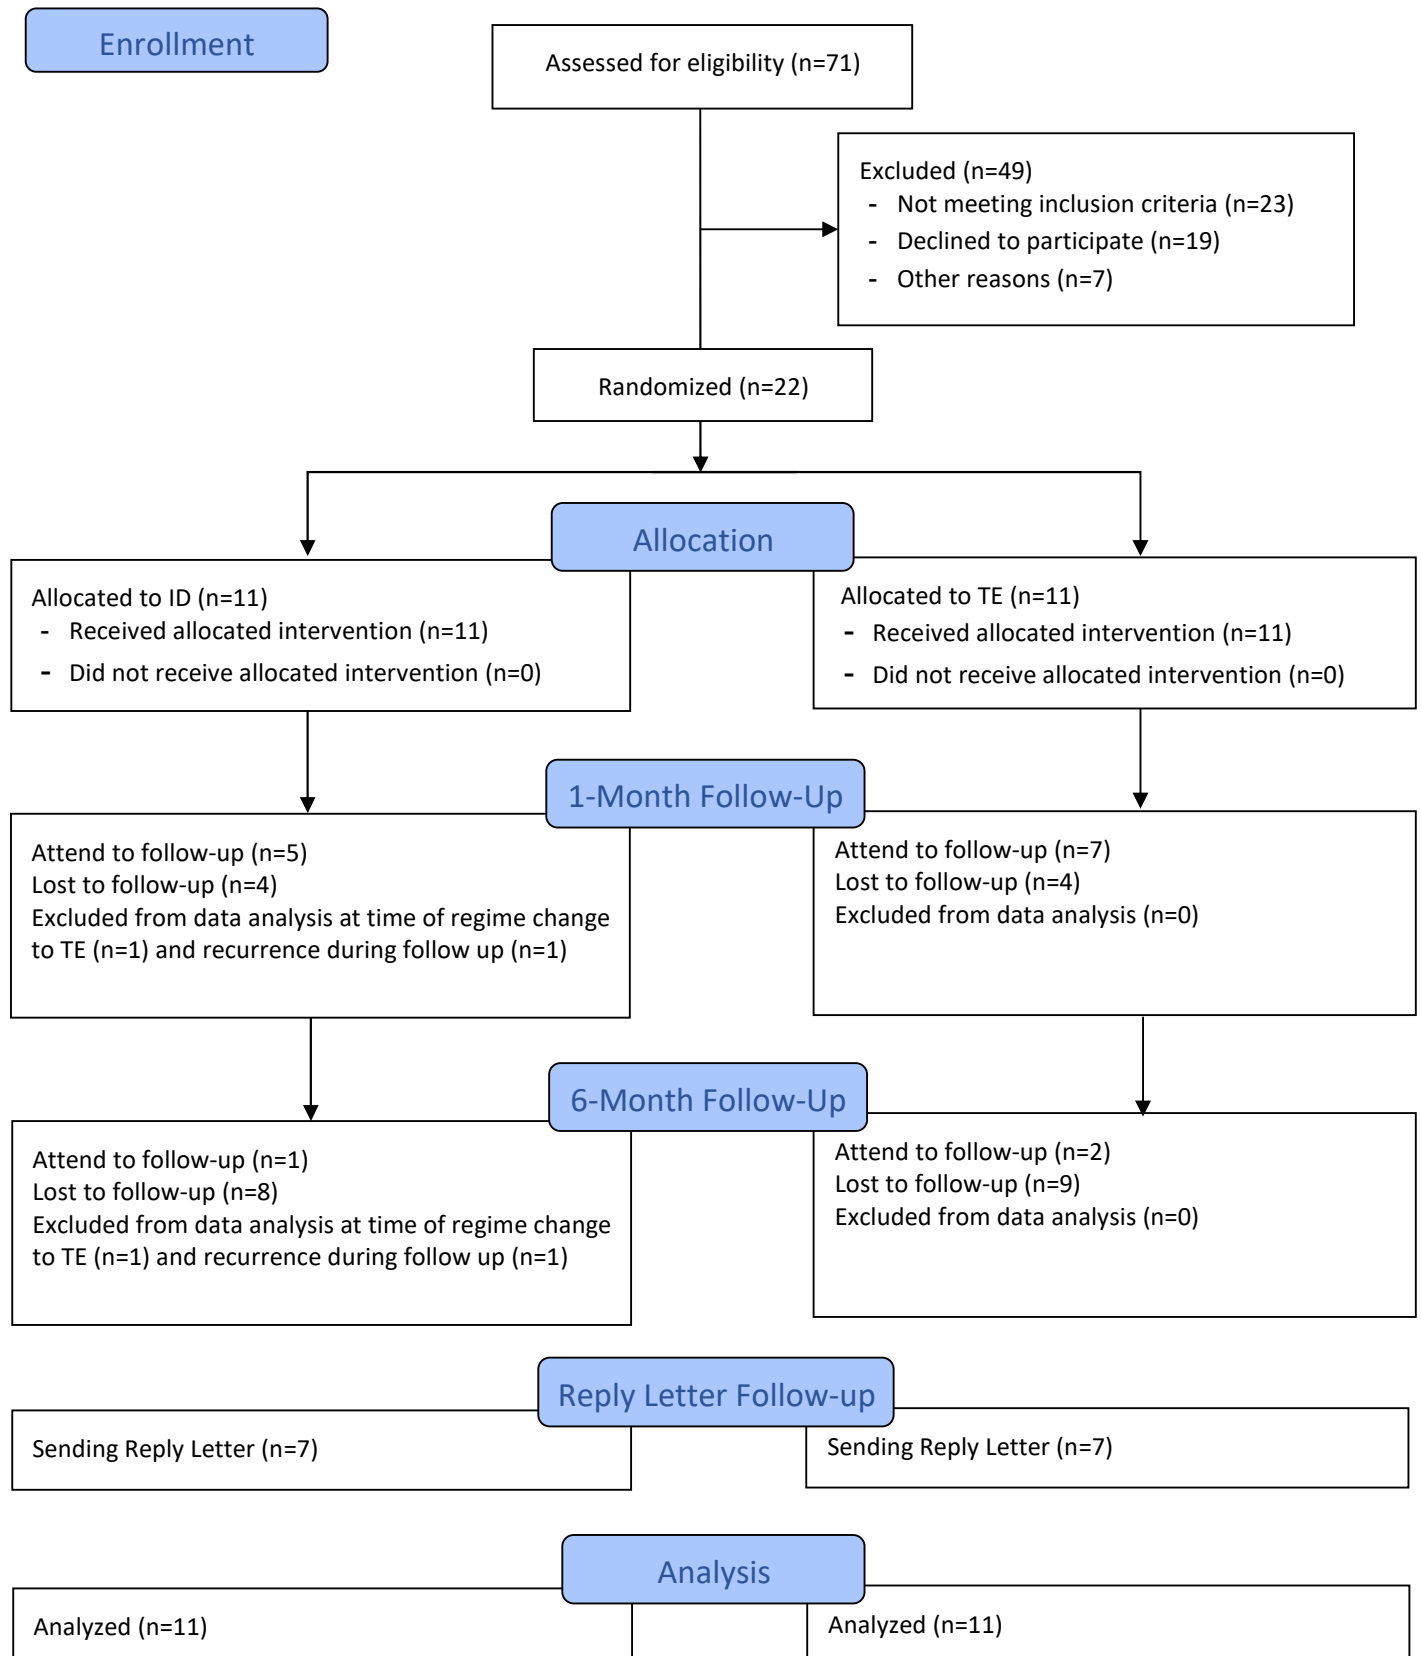 Enrollment
Assessed for eligibility (n=71)
Excluded (n=49)
- Not meeting inclusion criteria (n=23)
- Declined to participate (n=19)
- Other reasons (n=7)
Randomized (n=22)
Allocation
Allocated to ID (n=11)
- Received allocated intervention (n=11)
- Did not receive allocated intervention (n=0)
Allocated to TE (n=11)
- Received allocated intervention (n=11)
- Did not receive allocated intervention (n=0)
1-Month Follow-Up
Attend to follow-up (n=5)
Lost to follow-up (n=4)
Excluded from data analysis at time of regime change
to TE (n=1) and recurrence during follow up (n=1)
Attend to follow-up (n=7)
Lost to follow-up (n=4)
Excluded from data analysis (n=0)
6-Month Follow-Up
Attend to follow-up (n=1)
Lost to follow-up (n=8)
Excluded from data analysis at time of regime change
to TE (n=1) and recurrence during follow up (n=1)
Attend to follow-up (n=2)
Lost to follow-up (n=9)
Excluded from data analysis (n=0)
Reply Letter Follow-up
Sending Reply Letter (n=7)
Sending Reply Letter (n=7)
Analysis
Analyzed (n=11)
Analyzed (n=11)